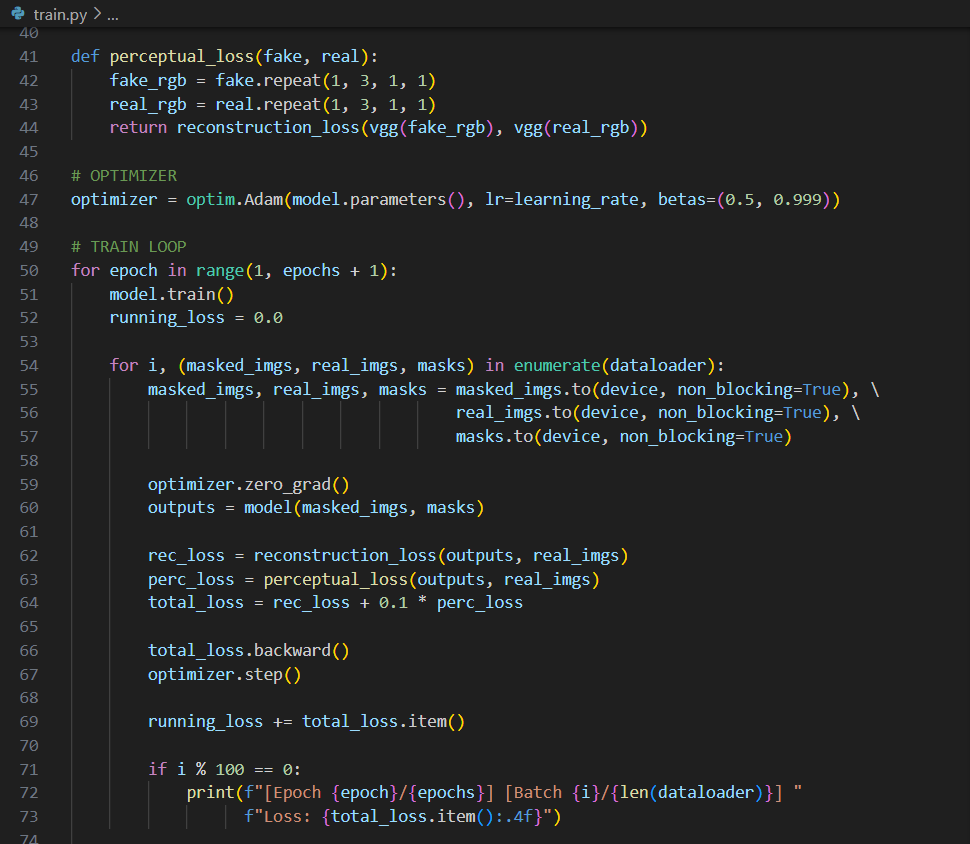 train.py > ...
40
41 def perceptual_loss(fake, real):
42     fake_rgb = fake.repeat(1, 3, 1, 1)
43     real_rgb = real.repeat(1, 3, 1, 1)
44     return reconstruction_loss(vgg(fake_rgb), vgg(real_rgb))
45
46 # OPTIMIZER
47 optimizer = optim.Adam(model.parameters(), lr=learning_rate, betas=(0.5, 0.999))
48
49 # TRAIN LOOP
50 for epoch in range(1, epochs + 1):
51     model.train()
52     running_loss = 0.0
53
54     for i, (masked_imgs, real_imgs, masks) in enumerate(dataloader):
55         masked_imgs, real_imgs, masks = masked_imgs.to(device, non_blocking=True), \
56                                         real_imgs.to(device, non_blocking=True), \
57                                         masks.to(device, non_blocking=True)
58
59         optimizer.zero_grad()
60         outputs = model(masked_imgs, masks)
61
62         rec_loss = reconstruction_loss(outputs, real_imgs)
63         perc_loss = perceptual_loss(outputs, real_imgs)
64         total_loss = rec_loss + 0.1 * perc_loss
65
66         total_loss.backward()
67         optimizer.step()
68
69         running_loss += total_loss.item()
70
71         if i % 100 == 0:
72             print(f"[Epoch {epoch}/{epochs}] [Batch {i}/{len(dataloader)}] "
73                   f"Loss: {total_loss.item():.4f}")
74